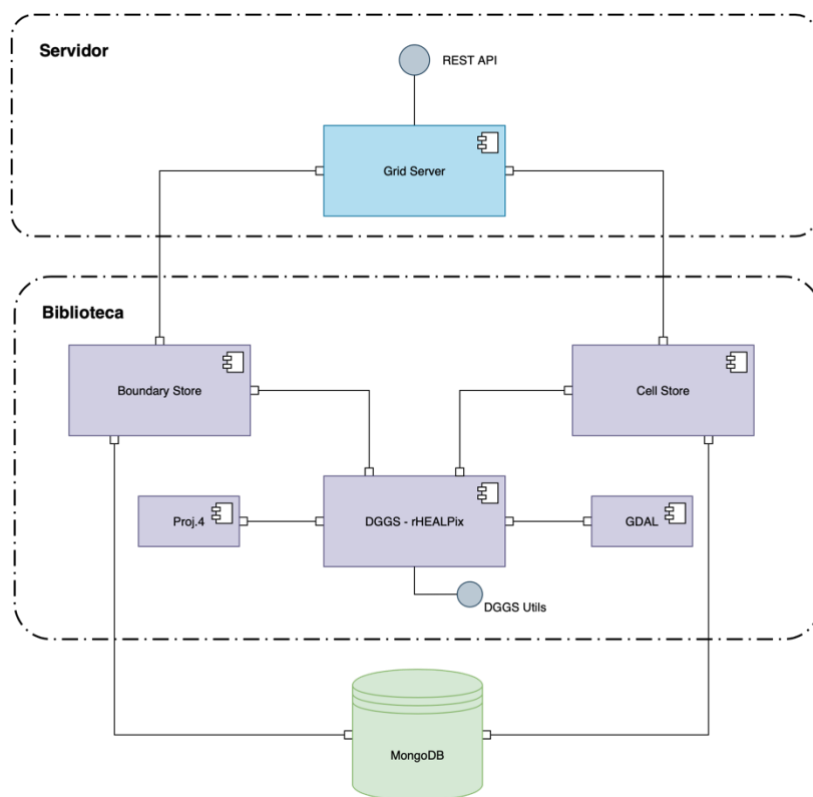 Servidor
REST API
Grid Server
Biblioteca
Boundary Store
Cell Store
Proj.4
DGGS - rHEALPix
GDAL
DGGS Utils
MongoDB